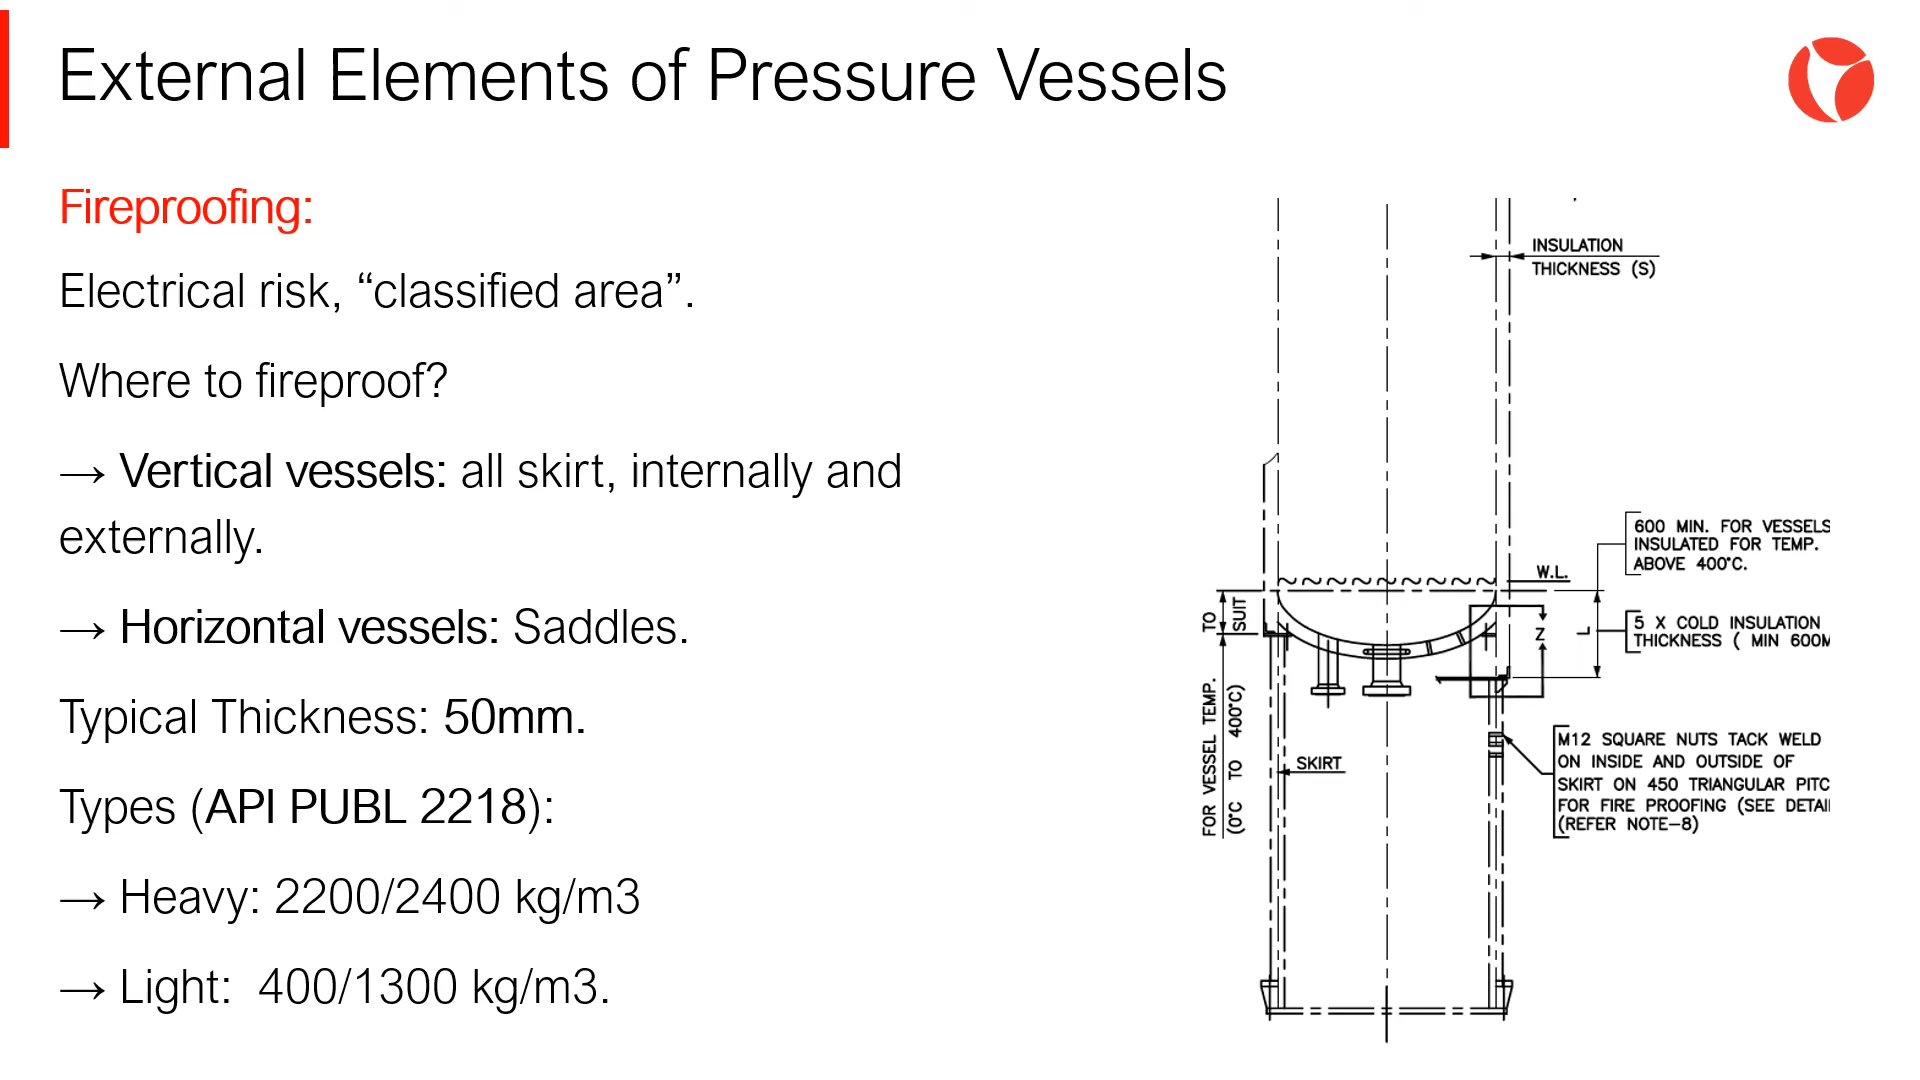 External Elements of Pressure Vessels
Fireproofing:
Electrical risk, “classified area”.
Where to fireproof?
→ Vertical vessels: all skirt, internally and
externally.
→ Horizontal vessels: Saddles.
Typical Thickness: 50mm.
Types (API PUBL 2218):
→ Heavy: 2200/2400 kg/m3
→ Light:  400/1300 kg/m3.
INSULATION
THICKNESS (S)
600 MIN. FOR VESSELS
INSULATED FOR TEMP.
ABOVE 400°C.
W.L.
TO
SUIT
Z
L
5 X COLD INSULATION
THICKNESS ( MIN 600M
FOR VESSEL TEMP.
(0°C TO 400°C)
SKIRT
M12 SQUARE NUTS TACK WELD
ON INSIDE AND OUTSIDE OF
SKIRT ON 450 TRIANGULAR PITC
FOR FIRE PROOFING (SEE DETAI
(REFER NOTE-8)